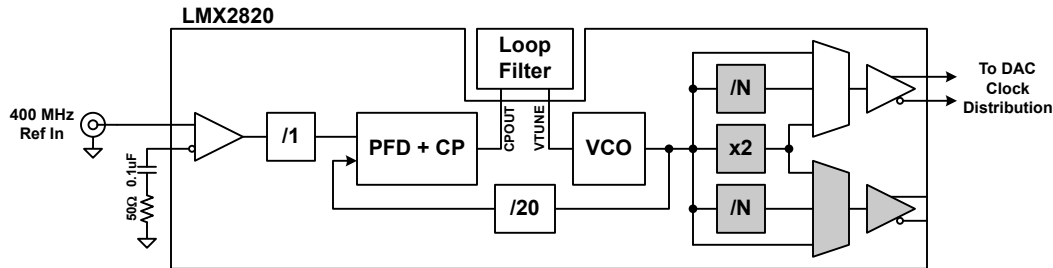 LMX2820
Loop
Filter
400 MHz
Ref In
/1
PFD + CP
CPOUT
VTUNE
VCO
/20
/N
x2
/N
To DAC
Clock
Distribution
50Ω 0.1uF